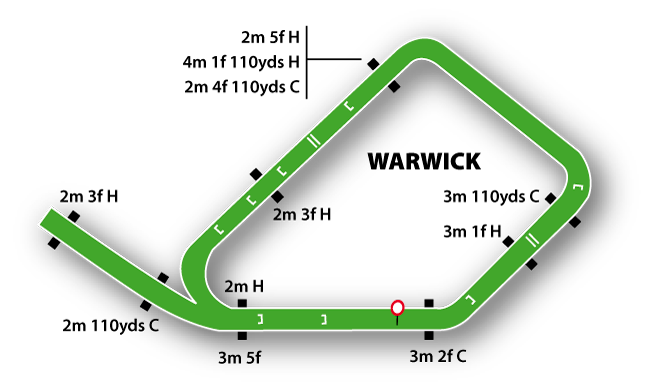 2m 5f H
4m 1f 110yds H
2m 4f 110yds C
WARWICK
3m 110yds C
2m 3f H
2m 3f H
3m 1f H
2m H
2m 110yds C
3m 5f
3m 2f C